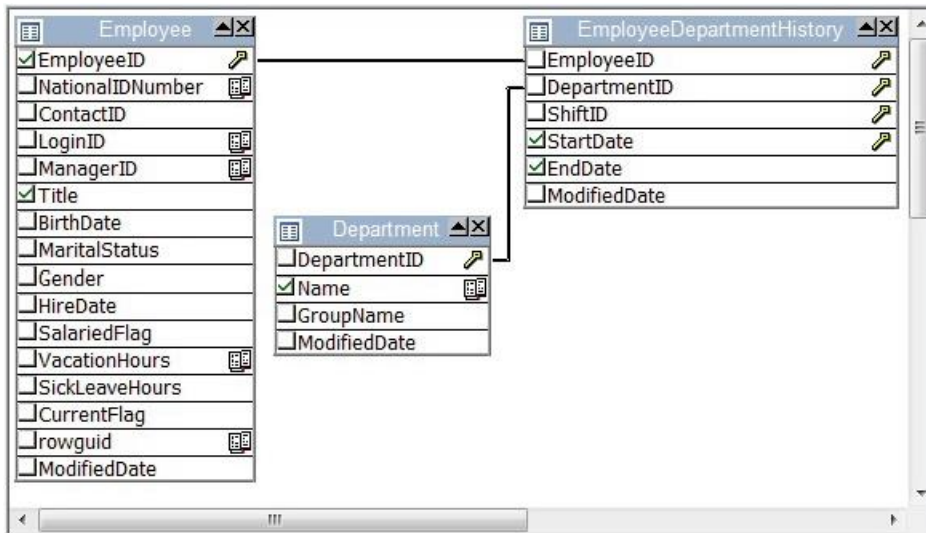 Employee
EmployeeID
NationalIDNumber
ContactID
LoginID
ManagerID
Title
BirthDate
MaritalStatus
Gender
HireDate
SalariedFlag
VacationHours
SickLeaveHours
CurrentFlag
rowguid
ModifiedDate
Department
DepartmentID
Name
GroupName
ModifiedDate
EmployeeDepartmentHistory
EmployeeID
DepartmentID
ShiftID
StartDate
EndDate
ModifiedDate